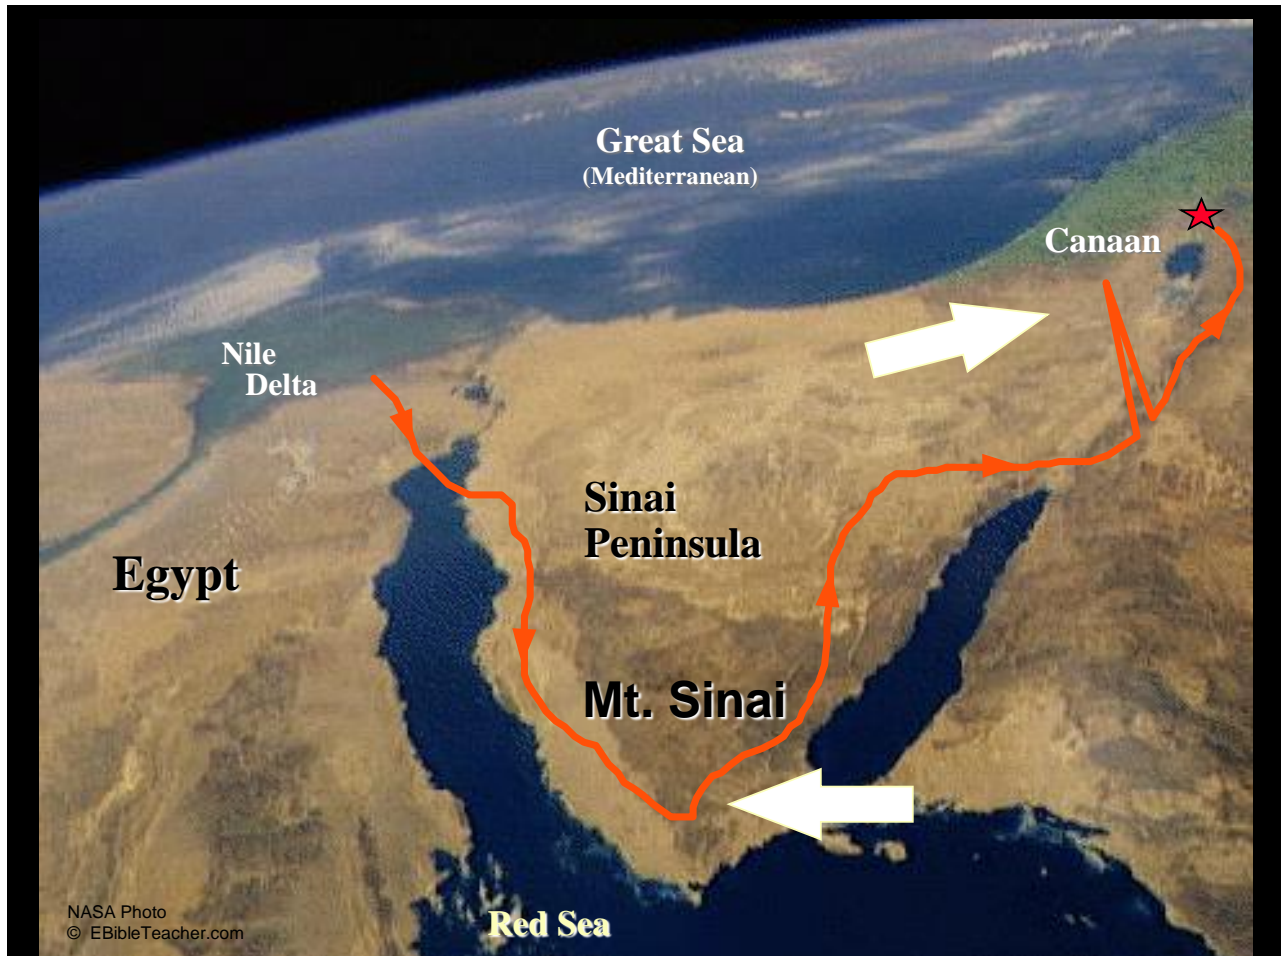 Great Sea
(Mediterranean)
Canaan
Nile
Delta
Sinai
Peninsula
Egypt
Mt. Sinai
NASA Photo
© EBibleTeacher.com
Red Sea